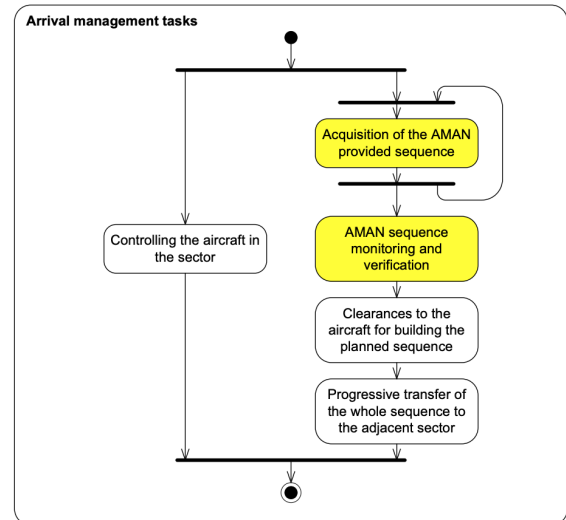 Arrival management tasks
Acquisition of the AMAN
provided sequence
Controlling the aircraft in
the sector
AMAN sequence
monitoring and
verification
Clearances to the
aircraft for building the
planned sequence
Progressive transfer of
the whole sequence to
the adjacent sector